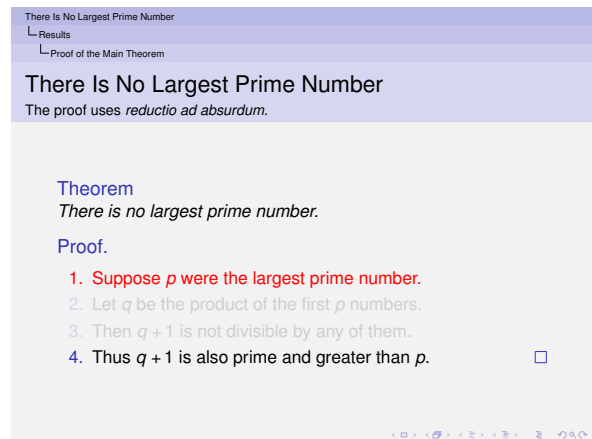 There Is No Largest Prime Number
Results
Proof of the Main Theorem
There Is No Largest Prime Number
The proof uses reductio ad absurdum.
Theorem
There is no largest prime number.
Proof.
1. Suppose p were the largest prime number.
2. Let q be the product of the first p numbers.
3. Then q + 1 is not divisible by any of them.
4. Thus q + 1 is also prime and greater than p.